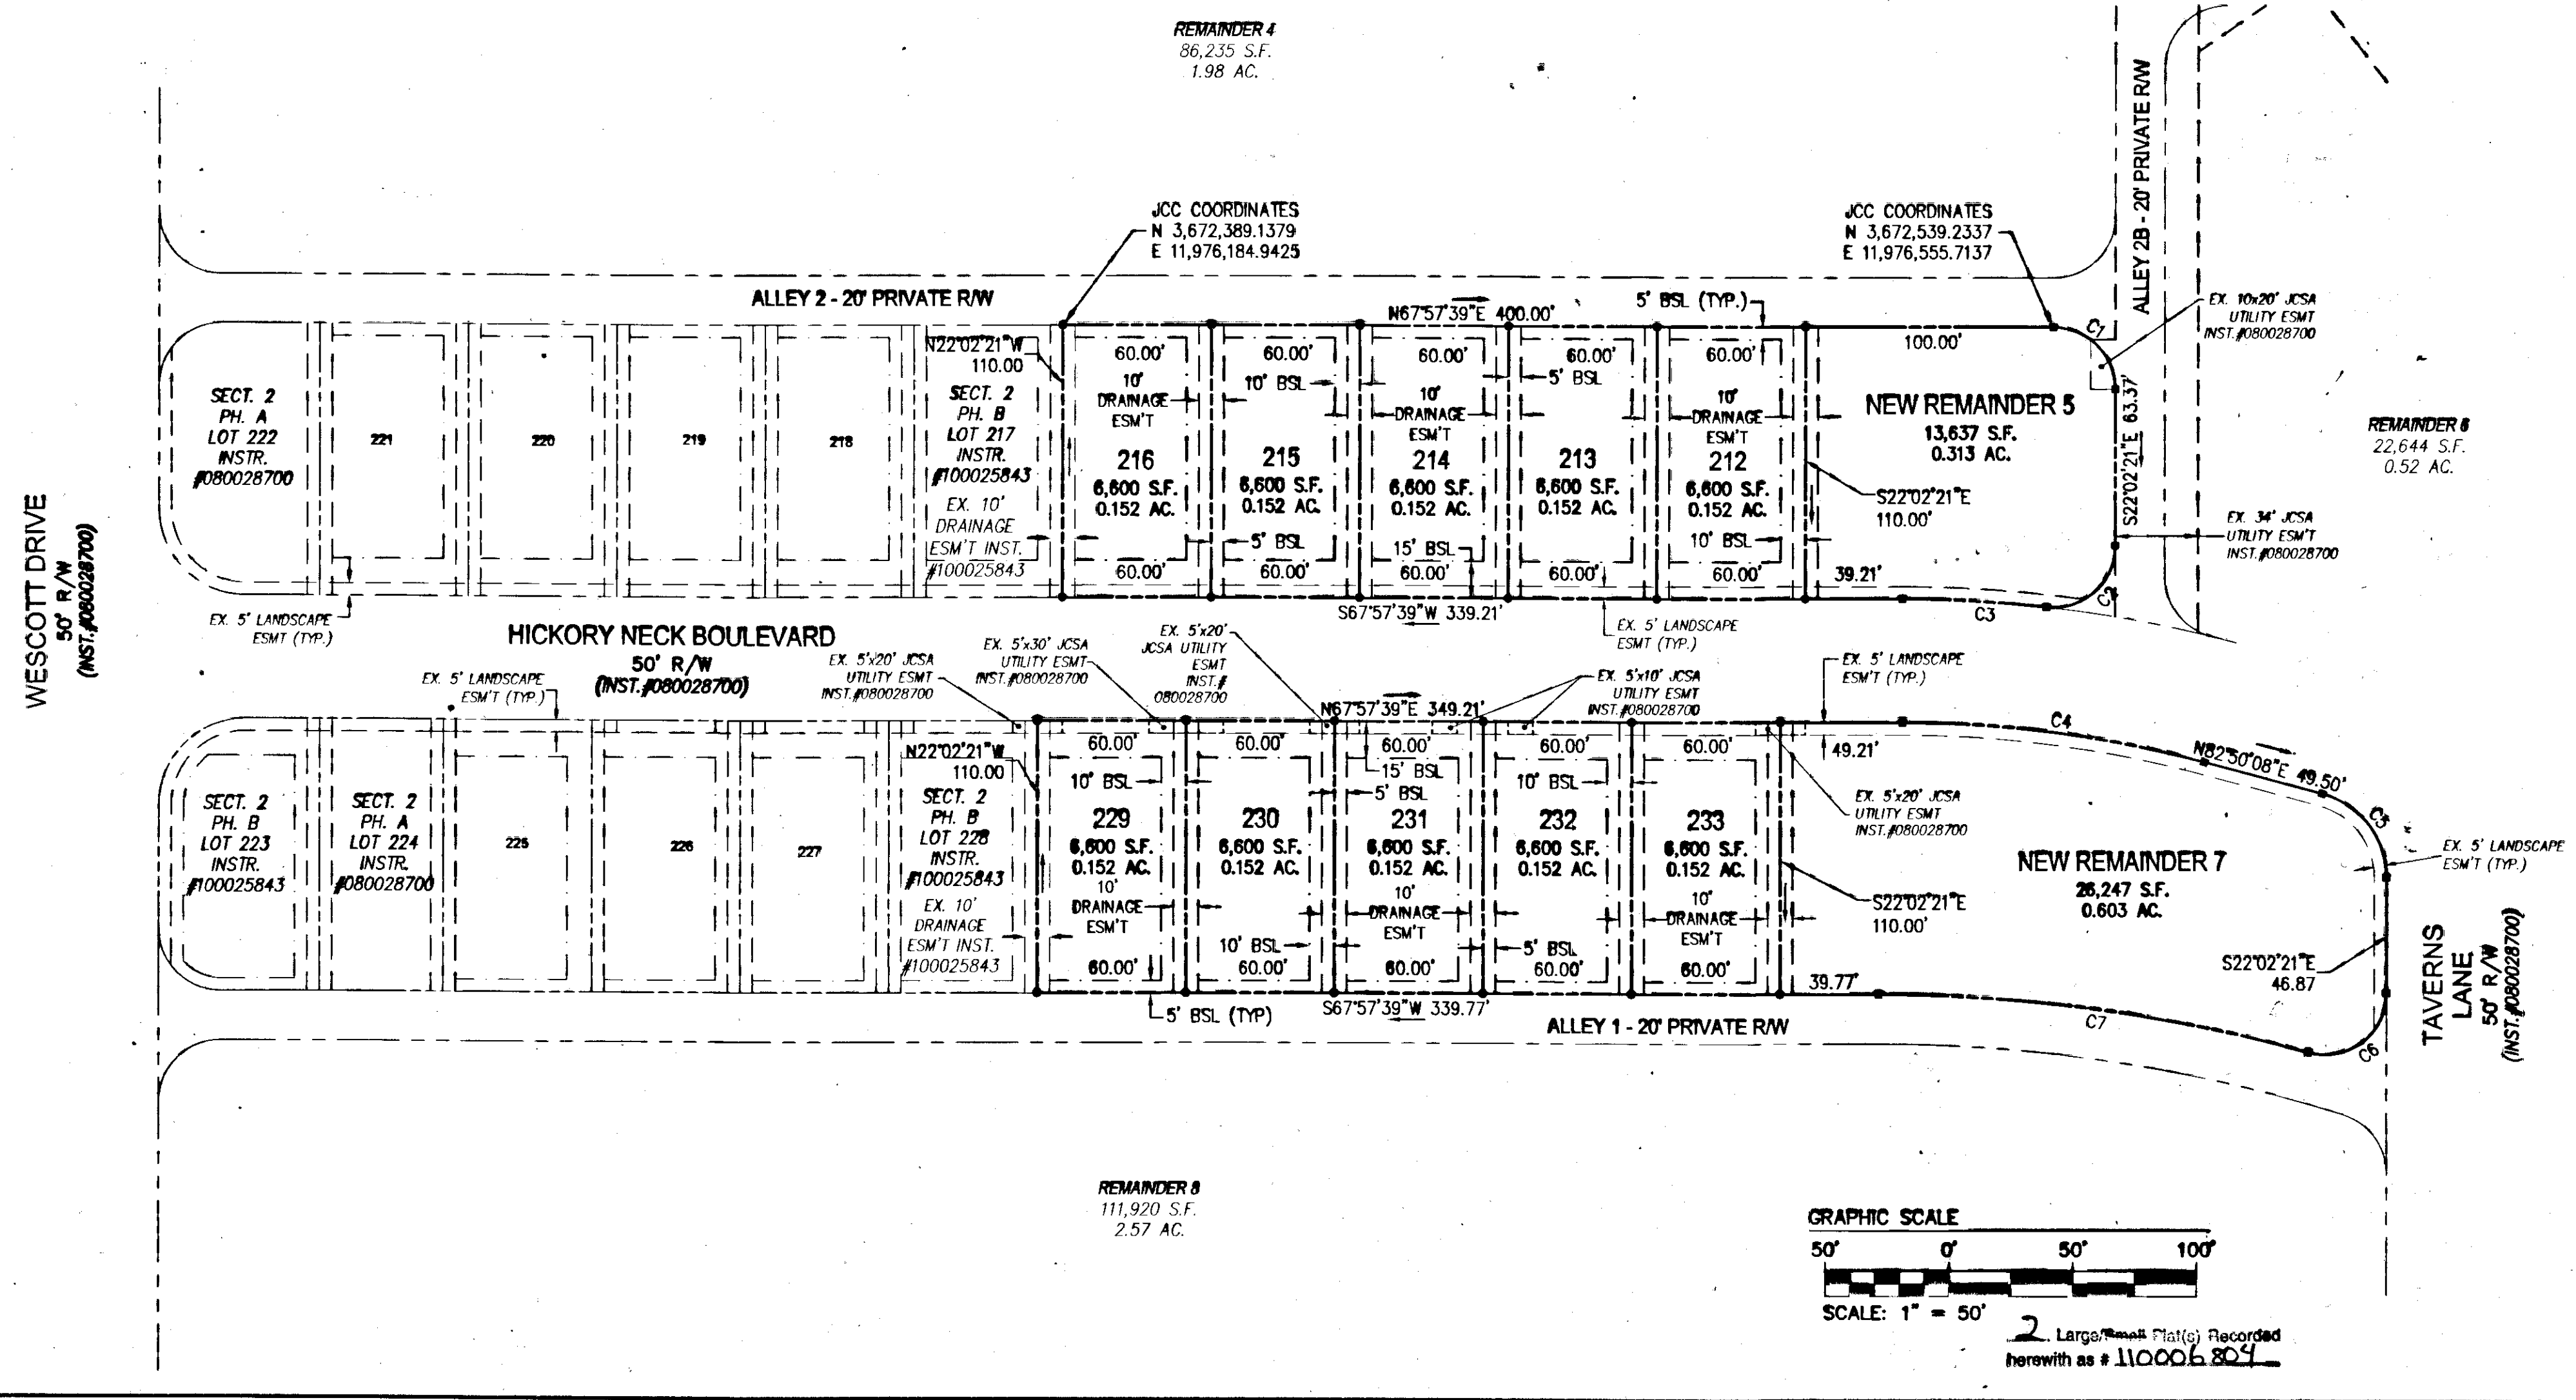 REMAINDER 4
86,235 S.F.
1.98 AC.
JCC COORDINATES
N 3,672,389.1379
E 11,976,184.9425
JCC COORDINATES
N 3,672,539.2337
E 11,976,555.7137
ALLEY 2B - 20' PRIVATE R/W
ALLEY 2 - 20' PRIVATE R/W
N67°57'39"E 400.00'
5' BSL (TYP.)
C1
EX. 10x20' JCSA
UTILITY ESMT
INST.#080028700
SECT. 2
PH. A
LOT 222
INSTR.
#080028700
221
220
219
218
N22°02'21"W
110.00
SECT. 2
PH. B
LOT 217
INSTR.
#100025843
EX. 10'
DRAINAGE
ESM'T INST.
#100025843
60.00'
10'
DRAINAGE
ESM'T
216
6,600 S.F.
0.152 AC.
60.00'
60.00'
10' BSL
215
6,600 S.F.
0.152 AC.
5' BSL
60.00'
60.00'
10'
DRAINAGE
ESM'T
214
6,600 S.F.
0.152 AC.
15' BSL
60.00'
60.00'
5' BSL
213
6,600 S.F.
0.152 AC.
60.00'
60.00'
10'
DRAINAGE
ESM'T
212
6,600 S.F.
0.152 AC.
10' BSL
60.00'
100.00'
NEW REMAINDER 5
13,637 S.F.
0.313 AC.
S22°02'21"E
110.00'
39.21'
S22°02'21"E 63.37'
C2
C3
REMAINDER 6
22,644 S.F.
0.52 AC.
EX. 34' JCSA
UTILITY ESM'T
INST.#080028700
WESCOTT DRIVE
50' R/W
(INST.#080028700)
EX. 5' LANDSCAPE
ESMT (TYP.)
S67°57'39"W 339.21'
EX. 5' LANDSCAPE
ESMT (TYP.)
HICKORY NECK BOULEVARD
50' R/W
(INST.#080028700)
EX. 5' LANDSCAPE
ESM'T (TYP.)
EX. 5'x20' JCSA
UTILITY ESMT
INST.#080028700
EX. 5'x30' JCSA
UTILITY ESMT
INST.#080028700
EX. 5'x20'
JCSA UTILITY
ESMT
INST.#
080028700
EX. 5'x10' JCSA
UTILITY ESMT
INST.#080028700
EX. 5' LANDSCAPE
ESM'T (TYP.)
N67°57'39"E 349.21'
C4
N82°50'08"E 49.50'
C5
SECT. 2
PH. B
LOT 223
INSTR.
#100025843
SECT. 2
PH. A
LOT 224
INSTR.
#080028700
225
226
227
N22°02'21"W
110.00
SECT. 2
PH. B
LOT 228
INSTR.
#100025843
EX. 10'
DRAINAGE
ESM'T INST.
#100025843
60.00'
10' BSL
229
6,600 S.F.
0.152 AC.
10'
DRAINAGE
ESM'T
60.00'
60.00'
230
6,600 S.F.
0.152 AC.
10' BSL
60.00'
60.00'
15' BSL
5' BSL
231
6,600 S.F.
0.152 AC.
10'
DRAINAGE
ESM'T
60.00'
60.00'
10' BSL
232
6,600 S.F.
0.152 AC.
5' BSL
60.00'
60.00'
233
6,600 S.F.
0.152 AC.
10'
DRAINAGE
ESM'T
60.00'
49.21'
EX. 5'x20' JCSA
UTILITY ESMT
INST.#080028700
S22°02'21"E
110.00'
39.77'
NEW REMAINDER 7
26,247 S.F.
0.603 AC.
EX. 5' LANDSCAPE
ESM'T (TYP.)
S22°02'21"E
46.87
TAVERNS
LANE
50' R/W
(INST.#080028700)
5' BSL (TYP)
S67°57'39"W 339.77'
ALLEY 1 - 20' PRIVATE R/W
C7
C6
REMAINDER 8
111,920 S.F.
2.57 AC.
GRAPHIC SCALE
50' 0' 50' 100'
SCALE: 1" = 50'
2 Large/Small Plat(s) Recorded
herewith as # 110006804